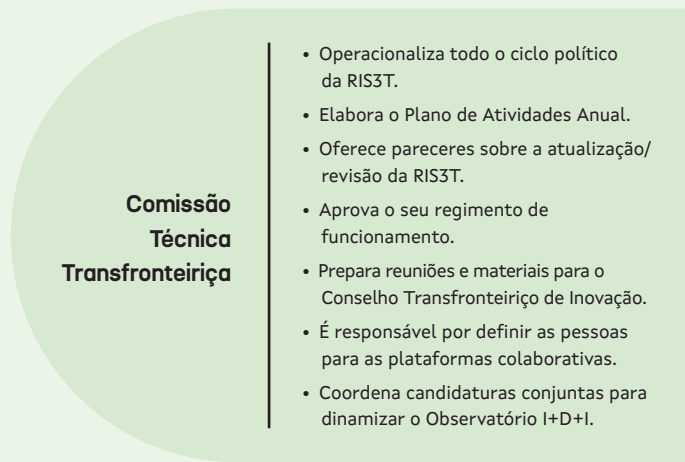 Comissão
Técnica
Transfronteiriça
• Operacionaliza todo o ciclo político
da RIS3T.
• Elabora o Plano de Atividades Anual.
• Oferece pareceres sobre a atualização/
revisão da RIS3T.
• Aprova o seu regimento de
funcionamento.
• Prepara reuniões e materiais para o
Conselho Transfronteiriço de Inovação.
• É responsável por definir as pessoas
para as plataformas colaborativas.
• Coordena candidaturas conjuntas para
dinamizar o Observatório I+D+I.